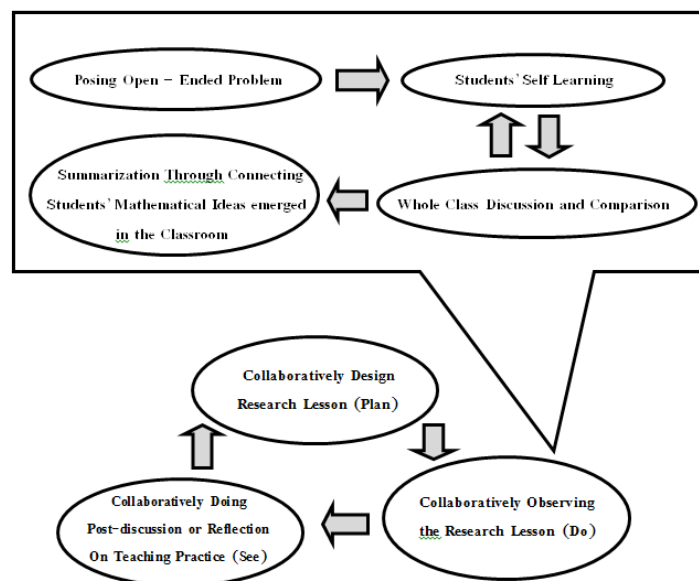 Posing Open – Ended Problem
Students' Self Learning
Summarization Through Connecting
Students' Mathematical Ideas emerged
in the Classroom
Whole Class Discussion and Comparison
Collaboratively Design
Research Lesson (Plan)
Collaboratively Doing
Post-discussion or Reflection
On Teaching Practice (See)
Collaboratively Observing
the Research Lesson (Do)